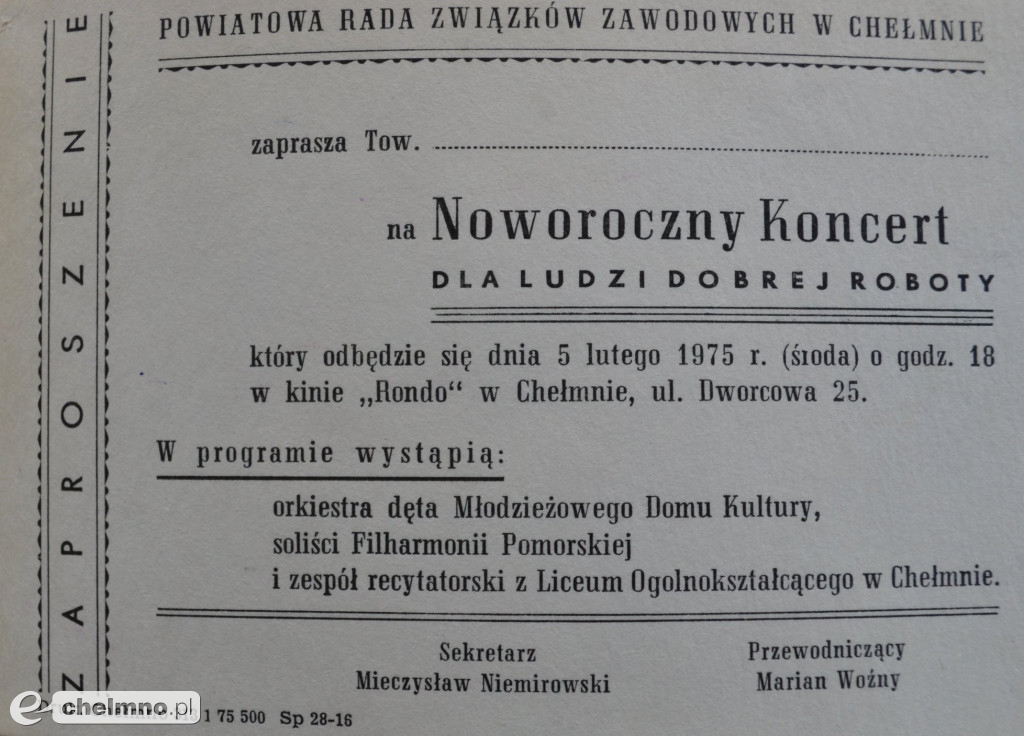 ZAPROSZENIE
POWIATOWA RADA ZWIĄZKÓW ZAWODOWYCH W CHEŁMNIE
zaprasza Tow.
na Noworoczny Koncert
DLA LUDZI DOBREJ ROBOTY
który odbędzie się dnia 5 lutego 1975 r. (środa) o godz. 18
w kinie „Rondo“ w Chełmnie, ul. Dworcowa 25.
W programie wystąpią:
orkiestra dęta Młodzieżowego Domu Kultury,
soliści Filharmonii Pomorskiej
i zespół recytatorski z Liceum Ogolnokształcącego w Chełmnie.
Sekretarz
Mieczysław Niemirowski
Przewodniczący
Marian Woźny
1 75 500 Sp 28-16
e-chelmno.pl